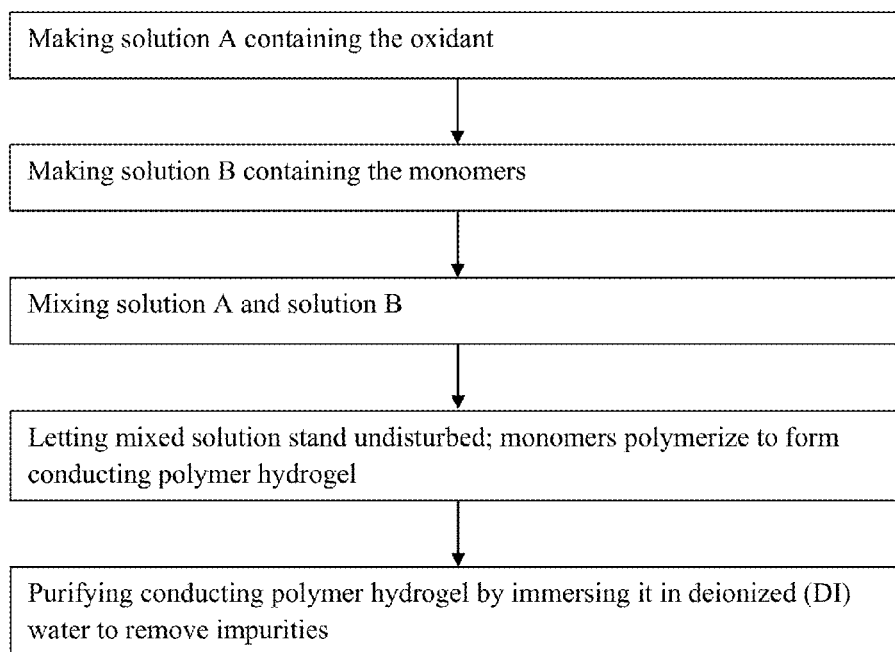 Making solution A containing the oxidant
Making solution B containing the monomers
Mixing solution A and solution B
Letting mixed solution stand undisturbed; monomers polymerize to form
conducting polymer hydrogel
Purifying conducting polymer hydrogel by immersing it in deionized (DI)
water to remove impurities